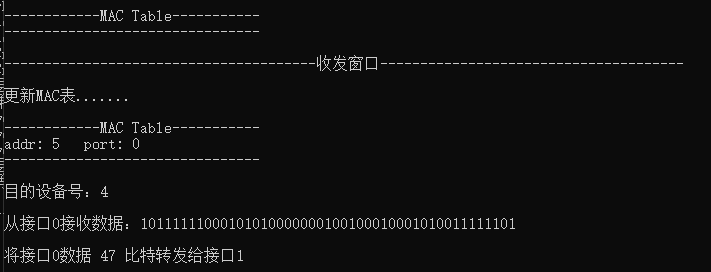 ------------MAC Table-----------
--------------------------------
---------------------------------------收发窗口--------------------------------------
更新MAC表.......
------------MAC Table-----------
addr: 5   port: 0
--------------------------------
目的设备号：4
从接口0接收数据：10111111000101010000000100100010001010011111101
将接口0数据 47 比特转发给接口1